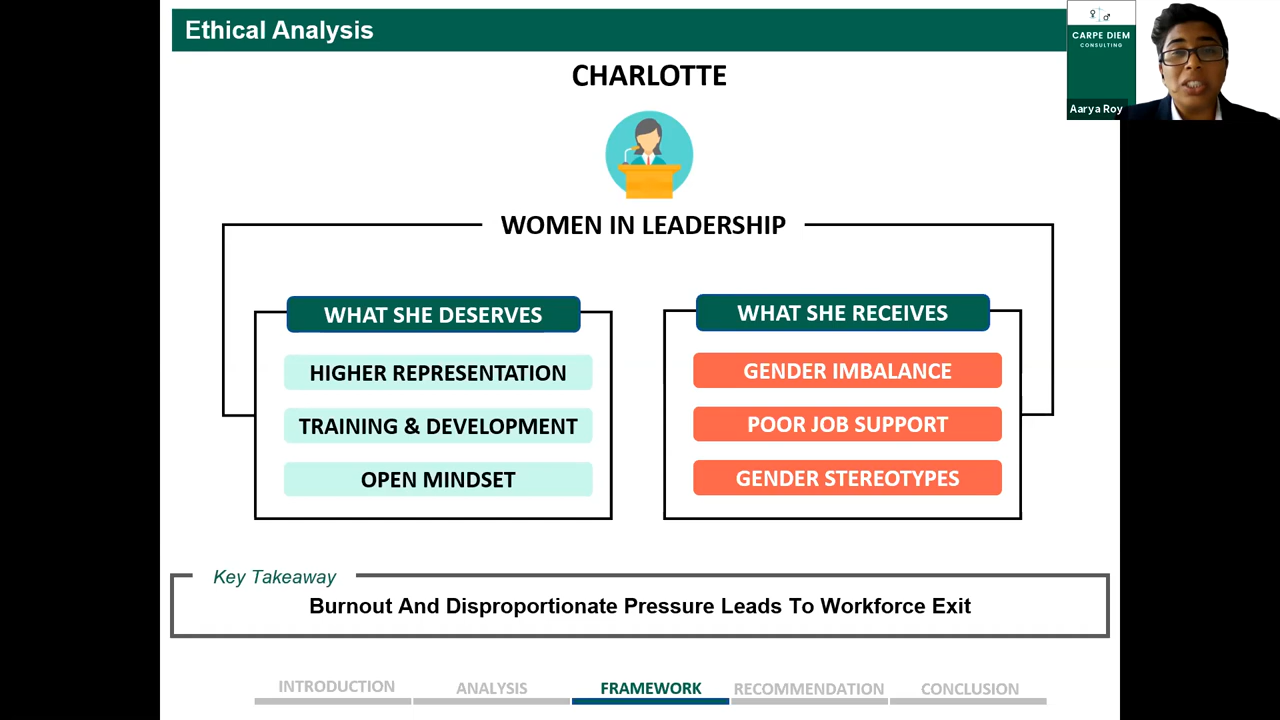 Ethical Analysis
CARPE DIEM
CONSULTING
Aarya Roy
CHARLOTTE
WOMEN IN LEADERSHIP
WHAT SHE DESERVES
HIGHER REPRESENTATION
TRAINING & DEVELOPMENT
OPEN MINDSET
WHAT SHE RECEIVES
GENDER IMBALANCE
POOR JOB SUPPORT
GENDER STEREOTYPES
Key Takeaway
Burnout And Disproportionate Pressure Leads To Workforce Exit
INTRODUCTION
ANALYSIS
FRAMEWORK
RECOMMENDATION
CONCLUSION